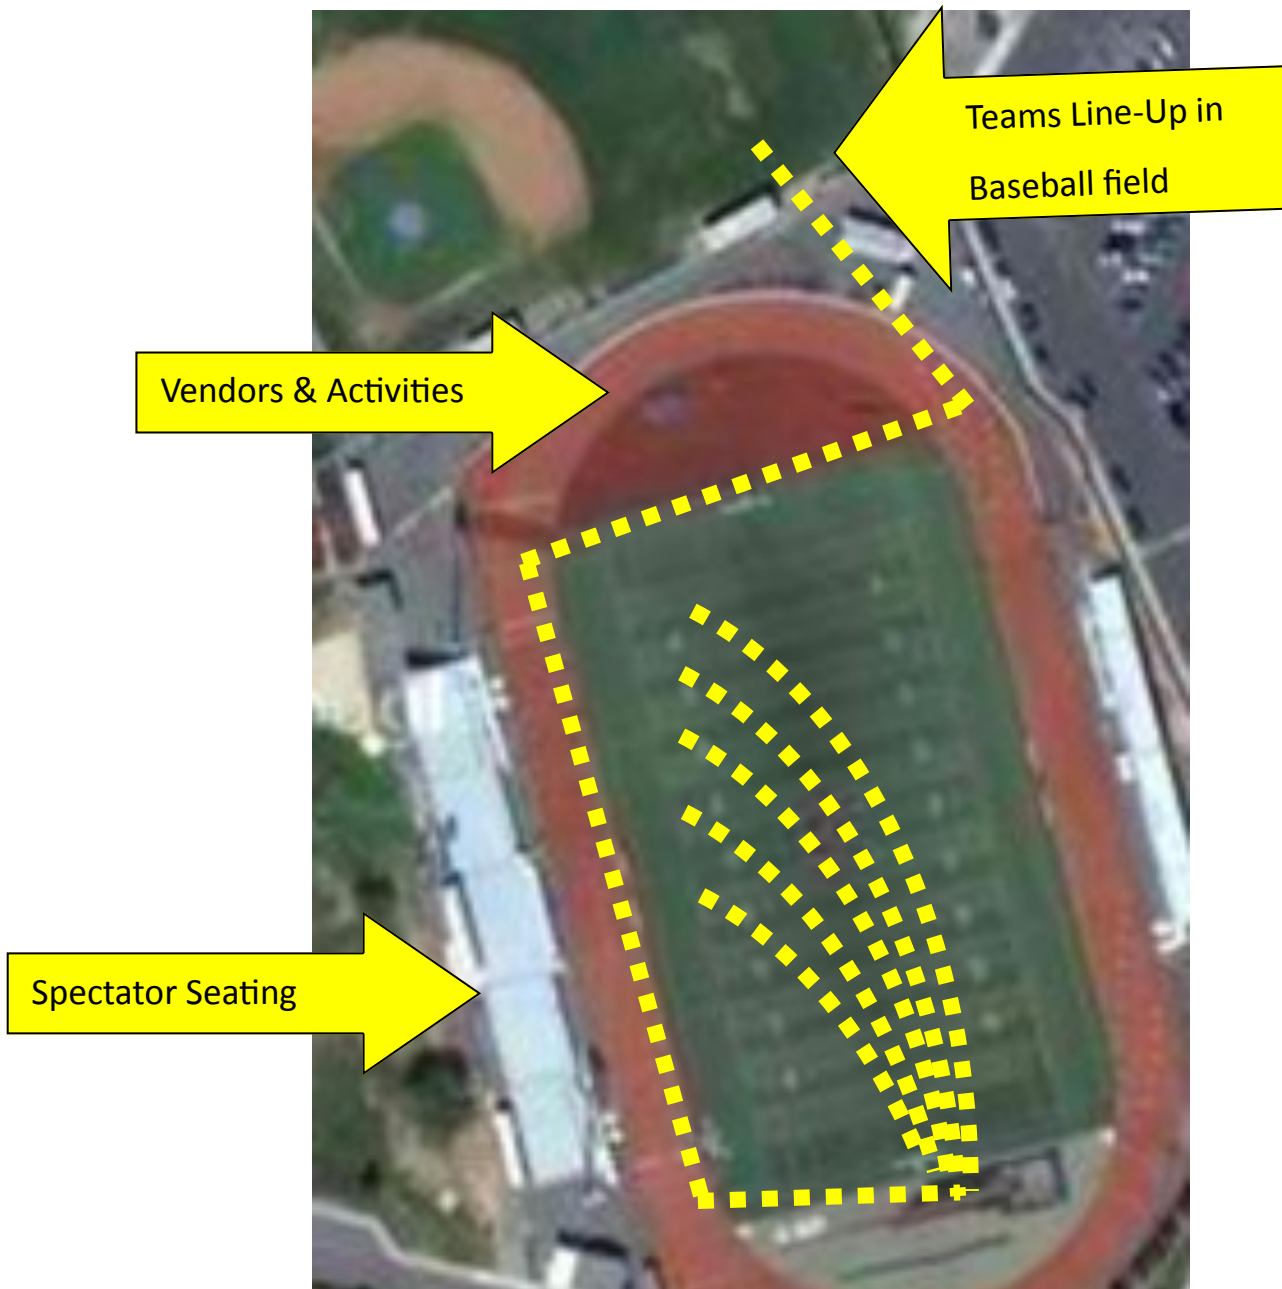 Teams Line-Up in
Baseball field
Vendors & Activities
Spectator Seating